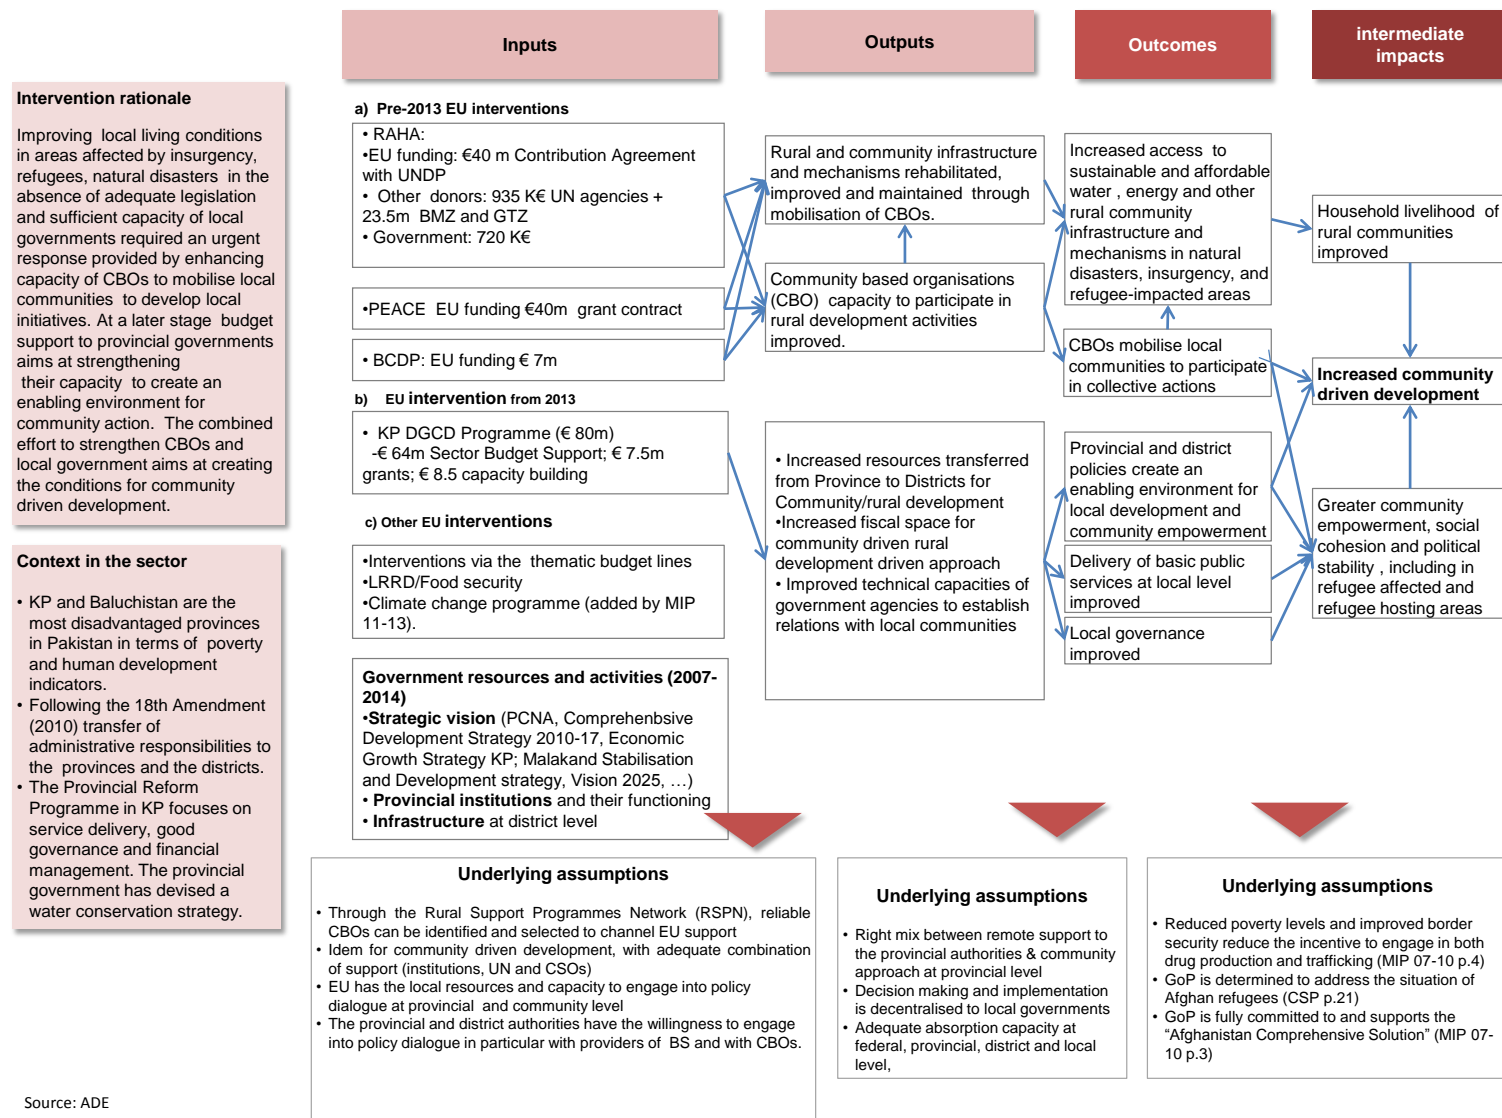 Inputs
Outputs
Outcomes
intermediate
impacts
Intervention rationale
Improving local living conditions
in areas affected by insurgency,
refugees, natural disasters in the
absence of adequate legislation
and sufficient capacity of local
governments required an urgent
response provided by enhancing
capacity of CBOs to mobilise local
communities to develop local
initiatives. At a later stage budget
support to provincial governments
aims at strengthening
their capacity to create an
enabling environment for
community action. The combined
effort to strengthen CBOs and
local government aims at creating
the conditions for community
driven development.
Context in the sector
• KP and Baluchistan are the
most disadvantaged provinces
in Pakistan in terms of poverty
and human development
indicators.
• Following the 18th Amendment
(2010) transfer of
administrative responsibilities to
the provinces and the districts.
• The Provincial Reform
Programme in KP focuses on
service delivery, good
governance and financial
management. The provincial
government has devised a
water conservation strategy.
a) Pre-2013 EU interventions
• RAHA:
•EU funding: €40 m Contribution Agreement
with UNDP
• Other donors: 935 K€ UN agencies +
23.5m BMZ and GTZ
• Government: 720 K€
•PEACE EU funding €40m grant contract
•BCDP: EU funding € 7m
b) EU intervention from 2013
• KP DGCD Programme (€ 80m)
-€ 64m Sector Budget Support; € 7.5m
grants; € 8.5 capacity building
c) Other EU interventions
•Interventions via the thematic budget lines
•LRRD/Food security
•Climate change programme (added by MIP
11-13).
Government resources and activities (2007-
2014)
•Strategic vision (PCNA, Comprehenbsive
Development Strategy 2010-17, Economic
Growth Strategy KP; Malakand Stabilisation
and Development strategy, Vision 2025, …)
• Provincial institutions and their functioning
• Infrastructure at district level
Rural and community infrastructure
and mechanisms rehabilitated,
improved and maintained through
mobilisation of CBOs.
Community based organisations
(CBO) capacity to participate in
rural development activities
improved.
• Increased resources transferred
from Province to Districts for
Community/rural development
•Increased fiscal space for
community driven rural
development driven approach
• Improved technical capacities of
government agencies to establish
relations with local communities
Increased access to
sustainable and affordable
water , energy and other
rural community
infrastructure and
mechanisms in natural
disasters, insurgency, and
refugee-impacted areas
CBOs mobilise local
communities to participate
in collective actions
Provincial and district
policies create an
enabling environment for
local development and
community empowerment
Delivery of basic public
services at local level
improved
Local governance
improved
Household livelihood of
rural communities
improved
Increased community
driven development
Greater community
empowerment, social
cohesion and political
stability , including in
refugee affected and
refugee hosting areas
Underlying assumptions
• Through the Rural Support Programmes Network (RSPN), reliable
CBOs can be identified and selected to channel EU support
• Idem for community driven development, with adequate combination
of support (institutions, UN and CSOs)
• EU has the local resources and capacity to engage into policy
dialogue at provincial and community level
• The provincial and district authorities have the willingness to engage
into policy dialogue in particular with providers of BS and with CBOs.
Underlying assumptions
• Right mix between remote support to
the provincial authorities & community
approach at provincial level
• Decision making and implementation
is decentralised to local governments
• Adequate absorption capacity at
federal, provincial, district and local
level,
Underlying assumptions
• Reduced poverty levels and improved border
security reduce the incentive to engage in both
drug production and trafficking (MIP 07-10 p.4)
• GoP is determined to address the situation of
Afghan refugees (CSP p.21)
• GoP is fully committed to and supports the
“Afghanistan Comprehensive Solution” (MIP 07-
10 p.3)
Source: ADE